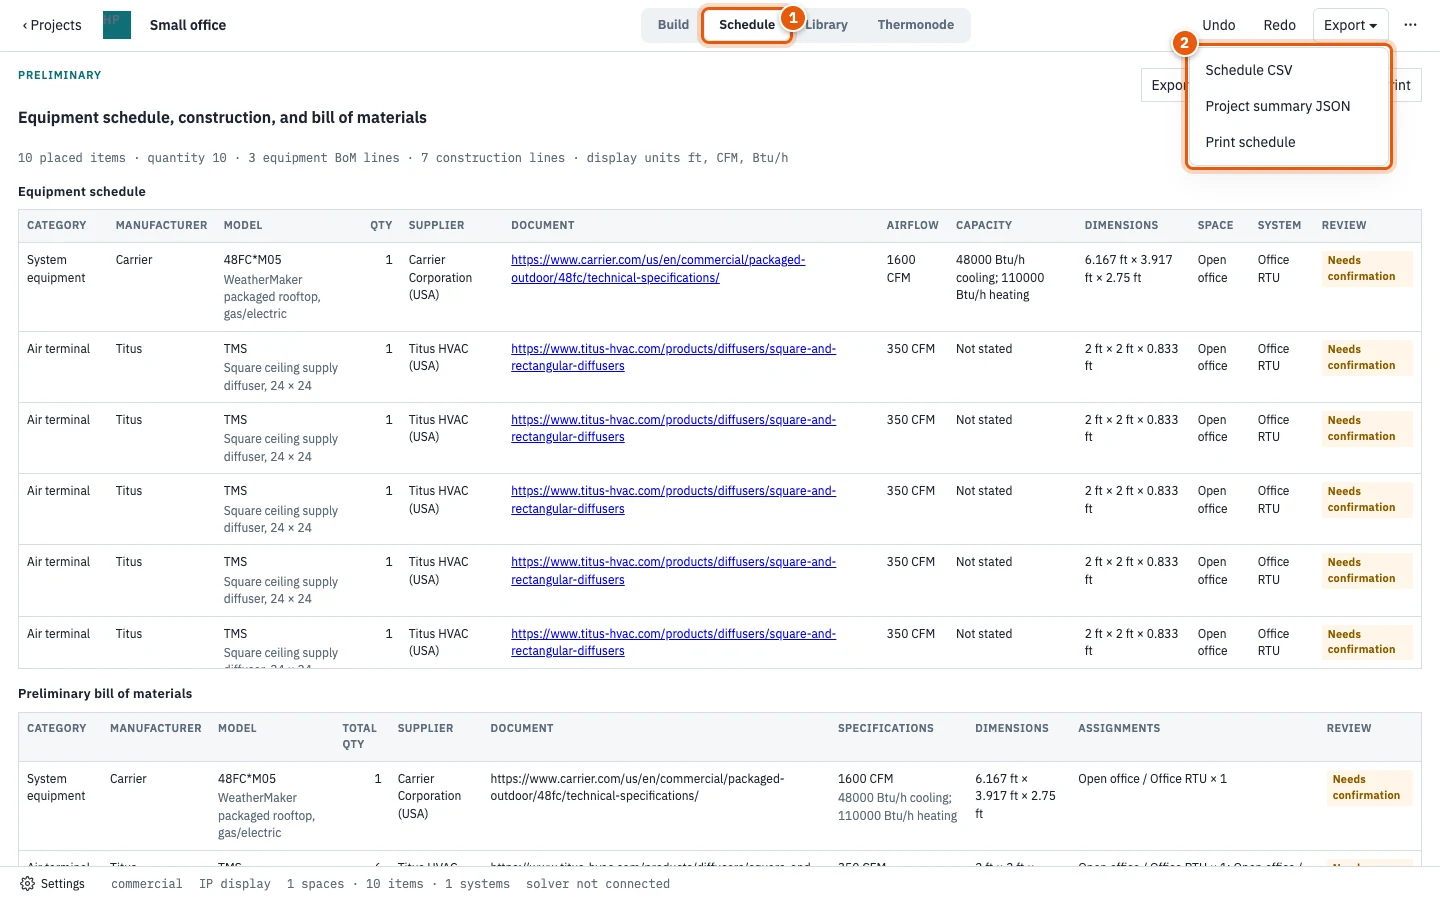 ‹ Projects
HP
Small office
Build
Schedule
1
Library
Thermonode
Undo
Redo
Export
···
2
Schedule CSV
Project summary JSON
Print schedule
PRELIMINARY
Equipment schedule, construction, and bill of materials
10 placed items · quantity 10 · 3 equipment BoM lines · 7 construction lines · display units ft, CFM, Btu/h
Equipment schedule
CATEGORY MANUFACTURER MODEL QTY SUPPLIER DOCUMENT AIRFLOW CAPACITY DIMENSIONS SPACE SYSTEM REVIEW
System Carrier 48FC*M05 1 Carrier https://www.carrier.com/us/en/commercial/packaged- 1600 48000 Btu/h 6.167 ft × 3.917 Open Office Needs
equipment WeatherMaker Corporation outdoor/48fc/technical-specifications/ CFM cooling; 110000 ft × 2.75 ft office RTU confirmation
packaged rooftop, (USA) Btu/h heating
gas/electric
Air terminal Titus TMS 1 Titus HVAC https://www.titus-hvac.com/products/diffusers/square-and- 350 CFM Not stated 2 ft × 2 ft × 0.833 Open Office Needs
Square ceiling supply (USA) rectangular-diffusers ft office RTU confirmation
diffuser, 24 × 24
Air terminal Titus TMS 1 Titus HVAC https://www.titus-hvac.com/products/diffusers/square-and- 350 CFM Not stated 2 ft × 2 ft × 0.833 Open Office Needs
Square ceiling supply (USA) rectangular-diffusers ft office RTU confirmation
diffuser, 24 × 24
Air terminal Titus TMS 1 Titus HVAC https://www.titus-hvac.com/products/diffusers/square-and- 350 CFM Not stated 2 ft × 2 ft × 0.833 Open Office Needs
Square ceiling supply (USA) rectangular-diffusers ft office RTU confirmation
diffuser, 24 × 24
Air terminal Titus TMS 1 Titus HVAC https://www.titus-hvac.com/products/diffusers/square-and- 350 CFM Not stated 2 ft × 2 ft × 0.833 Open Office Needs
Square ceiling supply (USA) rectangular-diffusers ft office RTU confirmation
diffuser, 24 × 24
Air terminal Titus TMS 1 Titus HVAC https://www.titus-hvac.com/products/diffusers/square-and- 350 CFM Not stated 2 ft × 2 ft × 0.833 Open Office Needs
Square ceiling supply (USA) rectangular-diffusers ft office RTU confirmation
Preliminary bill of materials
CATEGORY MANUFACTURER MODEL TOTAL SUPPLIER DOCUMENT SPECIFICATIONS DIMENSIONS ASSIGNMENTS REVIEW
QTY
System Carrier 48FC*M05 1 Carrier https://www.carrier.com/us/en/commercial/packaged- 1600 CFM 6.167 ft × Open office / Office RTU × 1 Needs
equipment WeatherMaker Corporation outdoor/48fc/technical-specifications/ 48000 Btu/h cooling; 3.917 ft × 2.75 confirmation
packaged rooftop, (USA) 110000 Btu/h heating ft
gas/electric
Settings commercial IP display 1 spaces · 10 items · 1 systems solver not connected